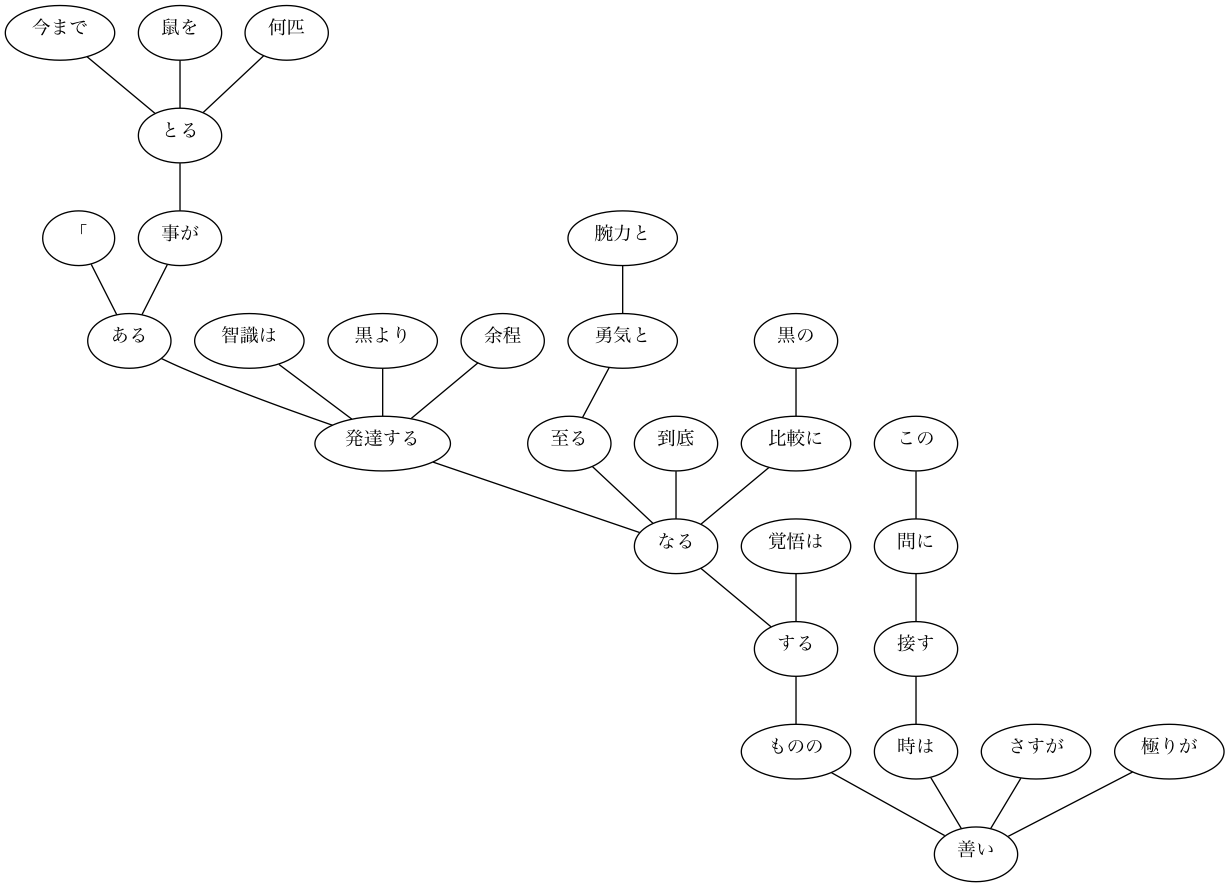 今まで 鼠を 何匹
とる
「 事が 腕力と
ある 智識は 黒より 余程 勇気と 黒の
発達する 至る 到底 比較に この
なる 覚悟は 問に
する 接す
ものの 時は さすが 極りが
善い